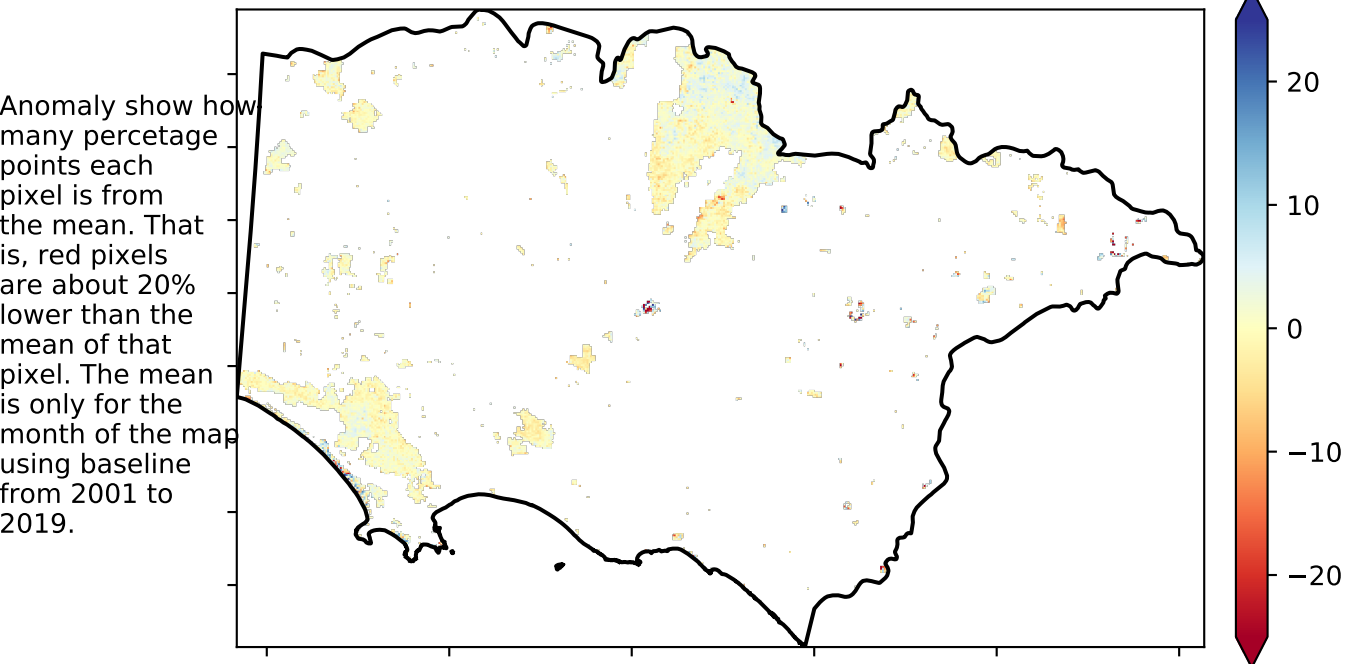 Anomaly show how
many percetage
points each
pixel is from
the mean. That
is, red pixels
are about 20%
lower than the
mean of that
pixel. The mean
is only for the
month of the map
using baseline
from 2001 to
2019.
20
10
0
−10
−20